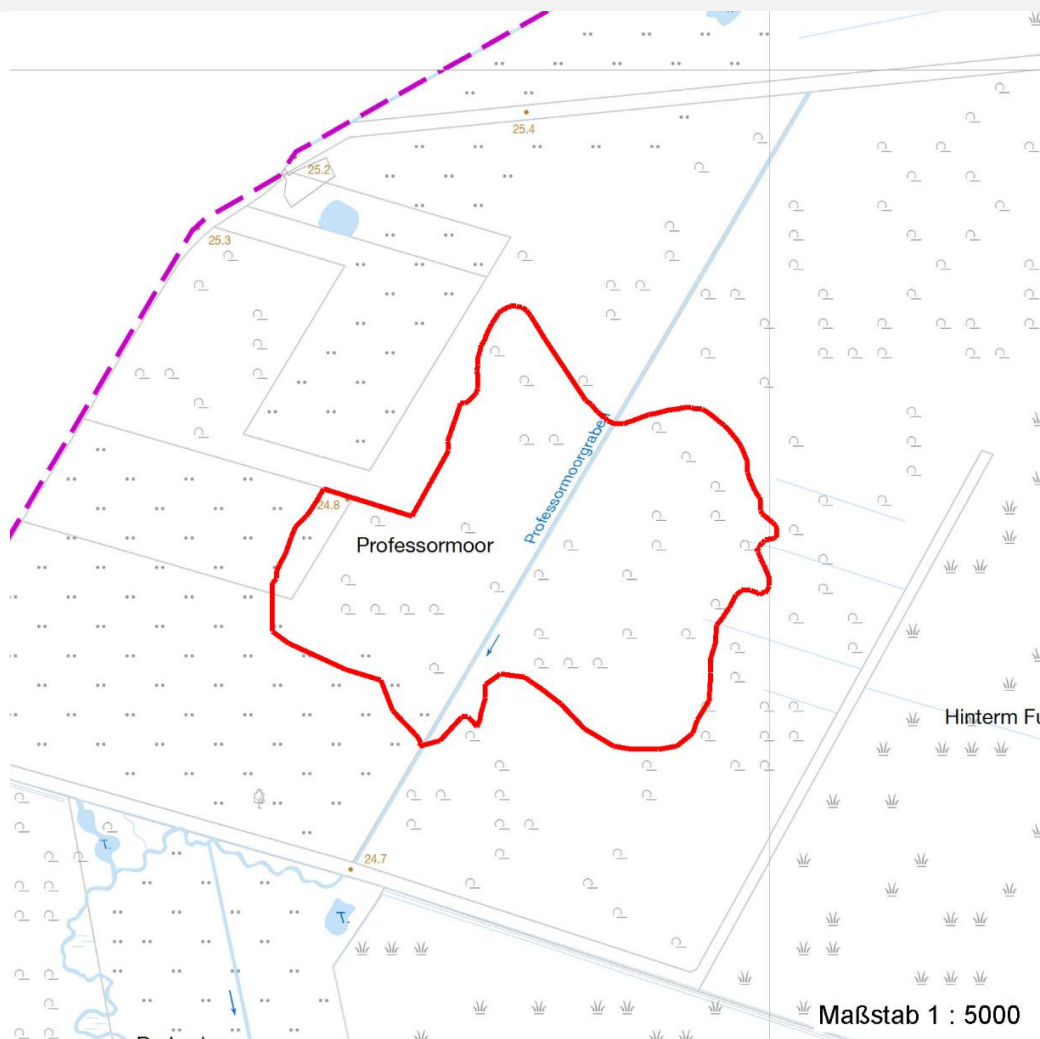 25.4
25.2
25.3
Professormoorgraben
24.8
Professormoor
Hinterm Fu
T.
24.7
T.
Maßstab 1 : 5000